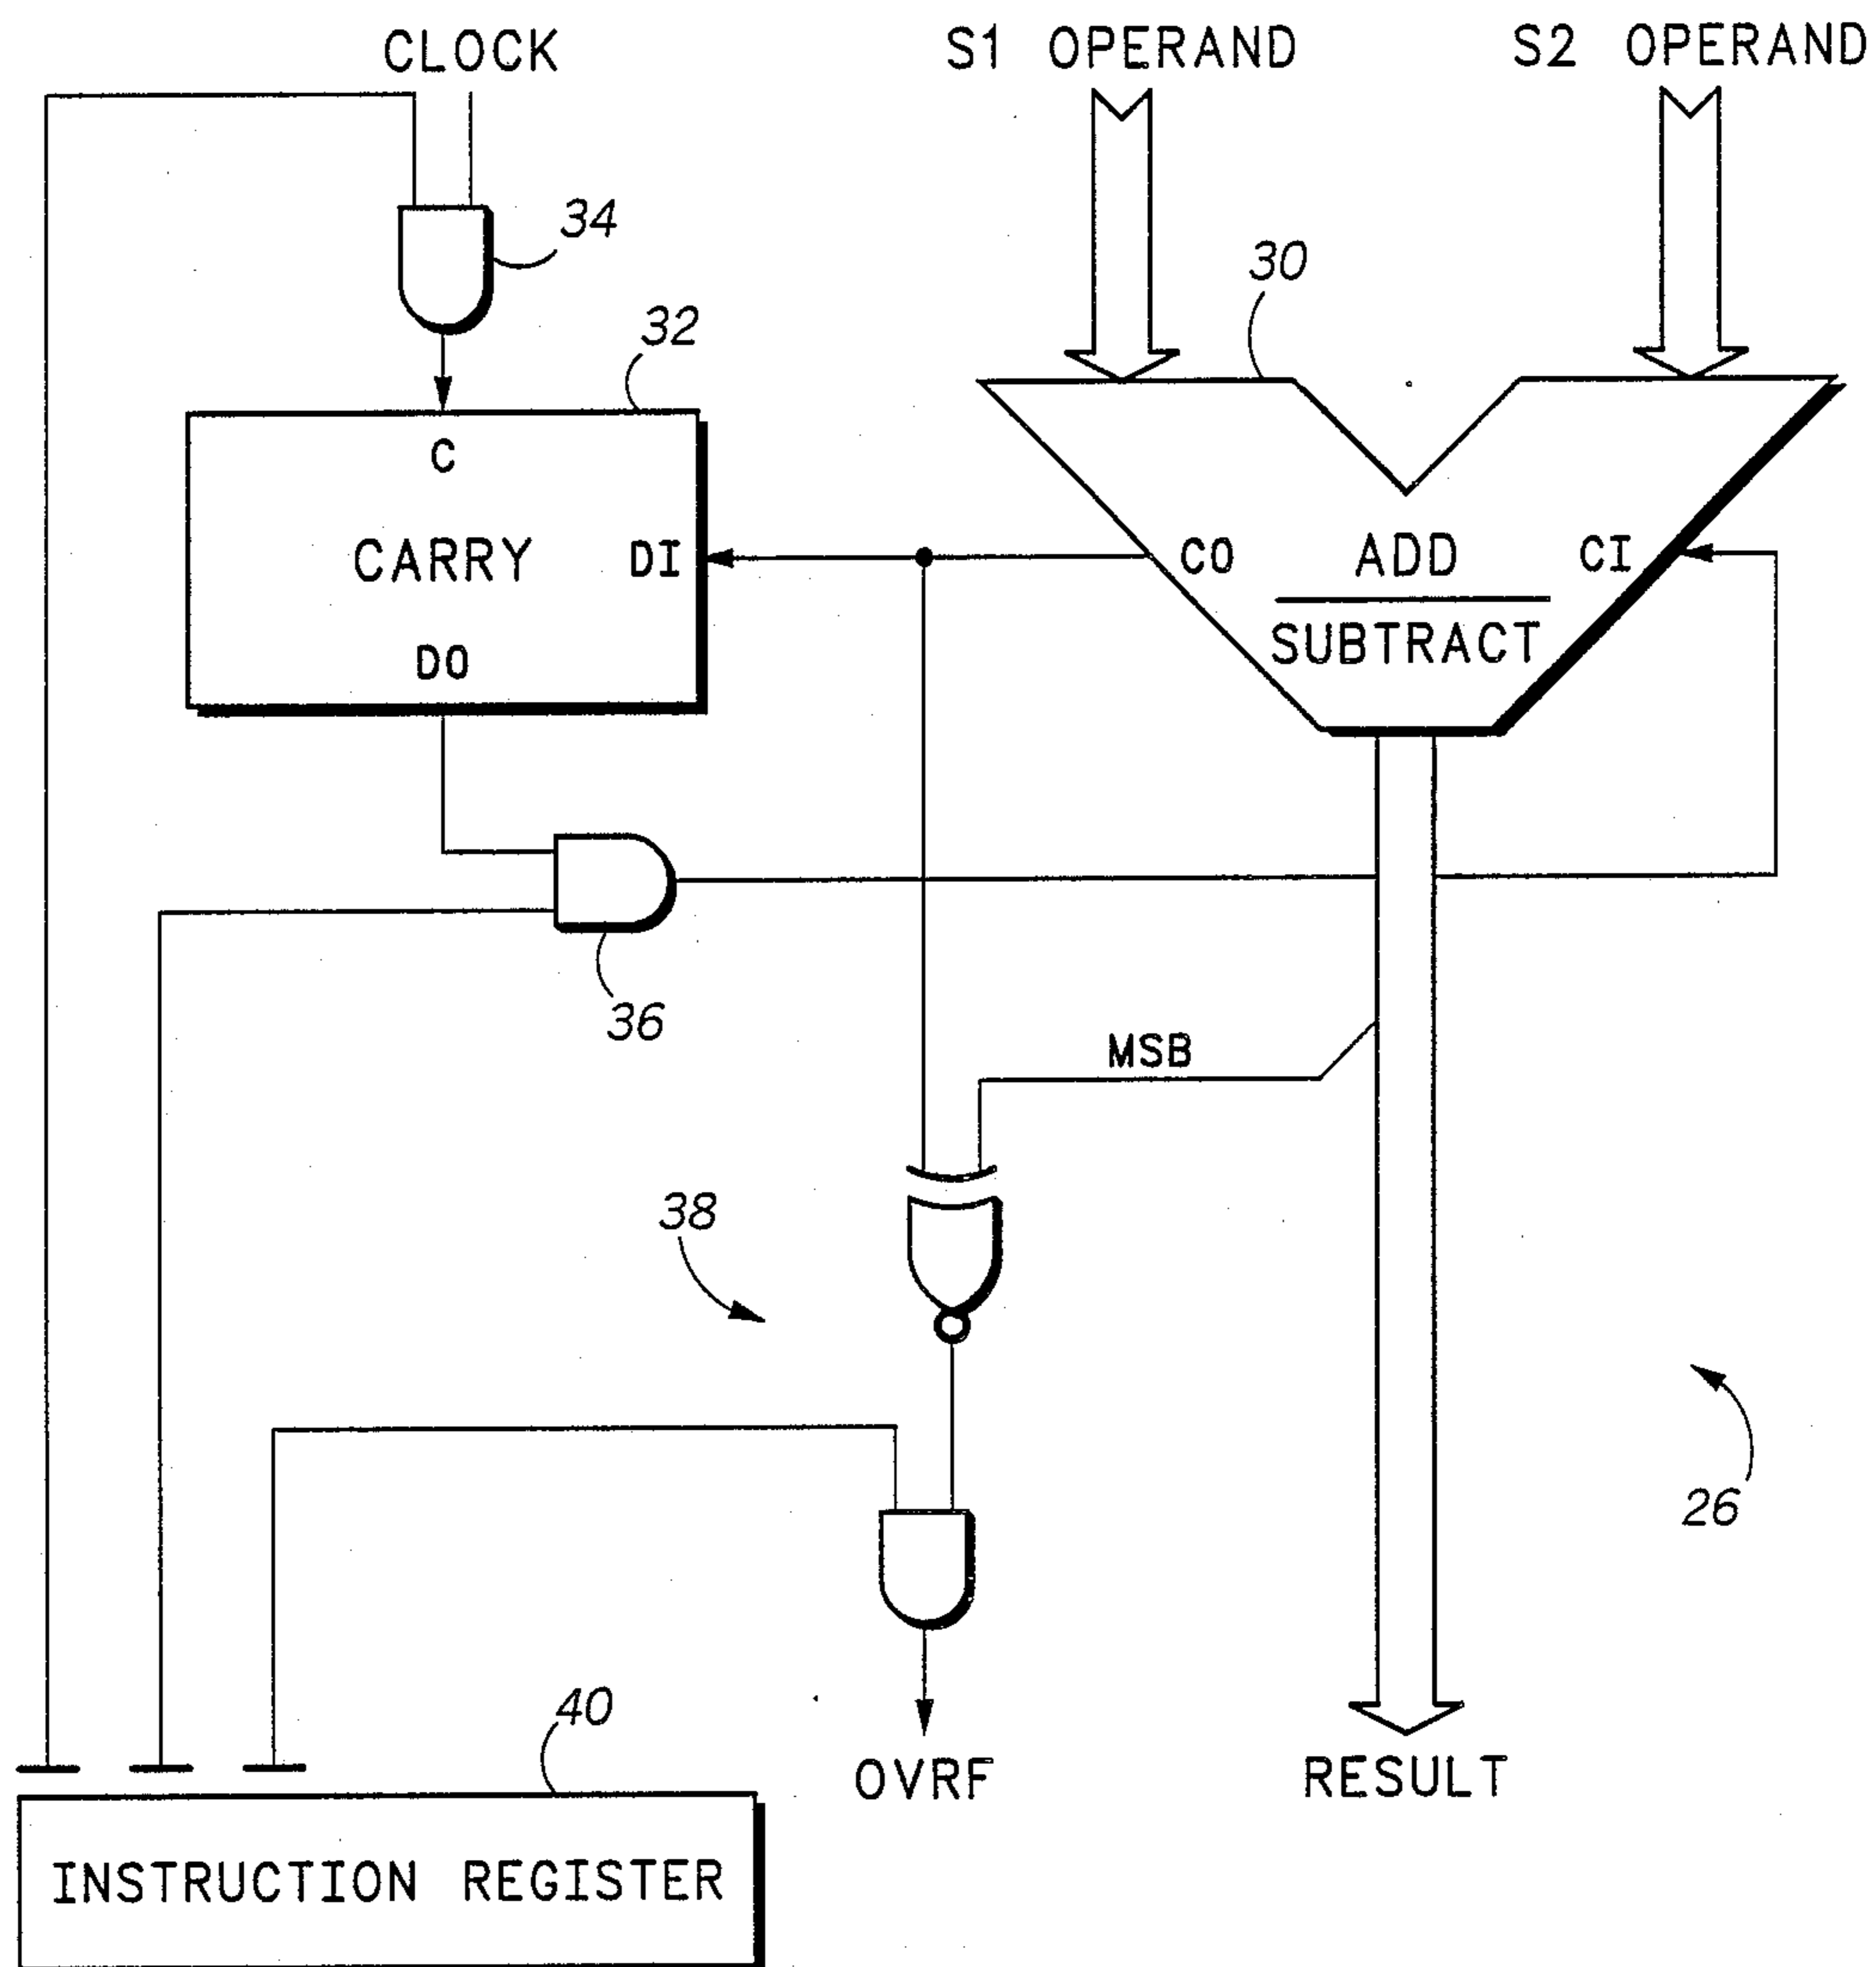 CLOCK
S1 OPERAND
S2 OPERAND
34
30
32
C
CARRY
DI
DO
CO
ADD
CI
SUBTRACT
36
MSB
38
26
40
OVRF
RESULT
INSTRUCTION REGISTER